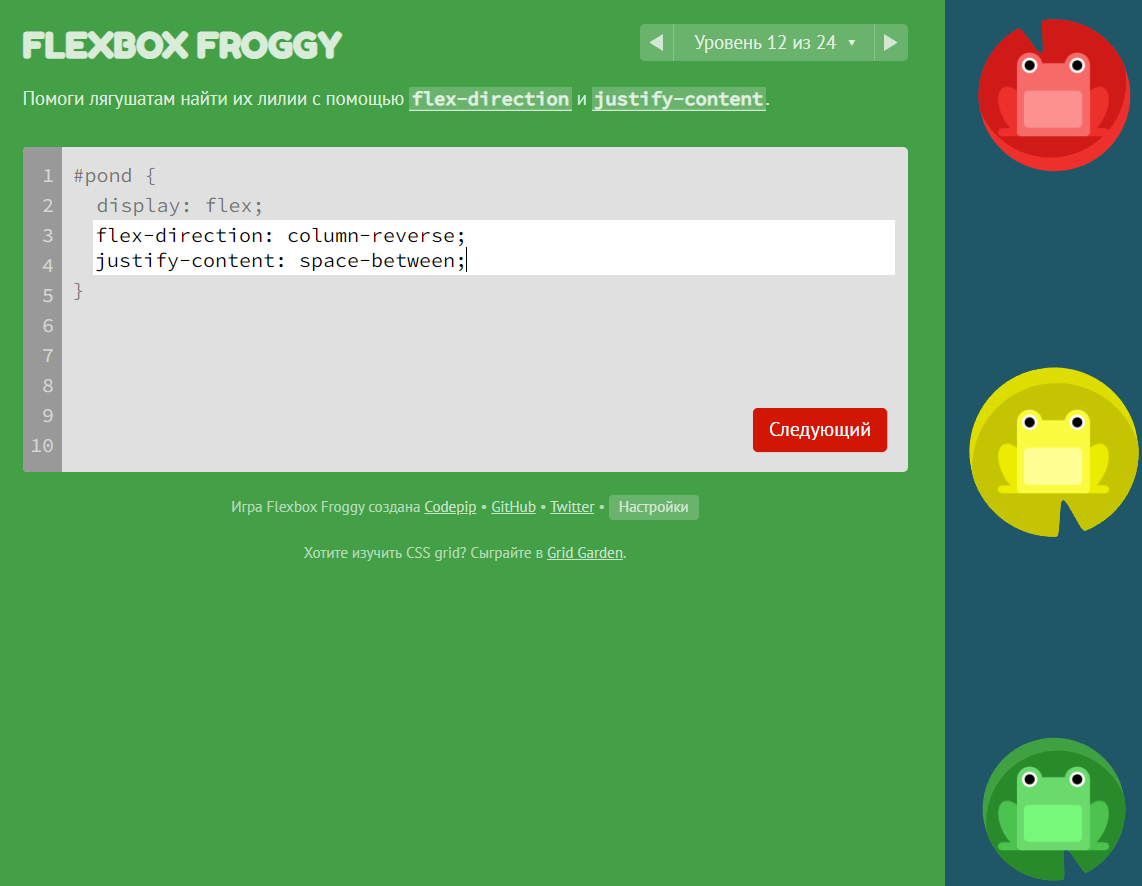 FLEXBOX FROGGY
Уровень 12 из 24
Помоги лягушатам найти их лилии с помощью flex-direction и justify-content.
1 #pond {
2 display: flex;
3 flex-direction: column-reverse;
4 justify-content: space-between;
5 }
6
7
8
9
10
Следующий
Игра Flexbox Froggy создана Codepip • GitHub • Twitter • Настройки
Хотите изучить CSS grid? Сыграйте в Grid Garden.